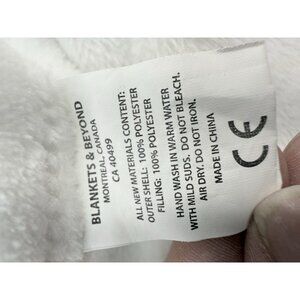 BLANKETS & BEYOND
MONTREAL, CANADA
CA 40499
ALL NEW MATERIALS CONTENT:
OUTER SHELL: 100% POLYESTER
FILLING: 100% POLYESTER
HAND WASH IN WARM WATER
WITH MILD SUDS, DO NOT BLEACH.
AIR DRY. DO NOT IRON.
MADE IN CHINA
CE